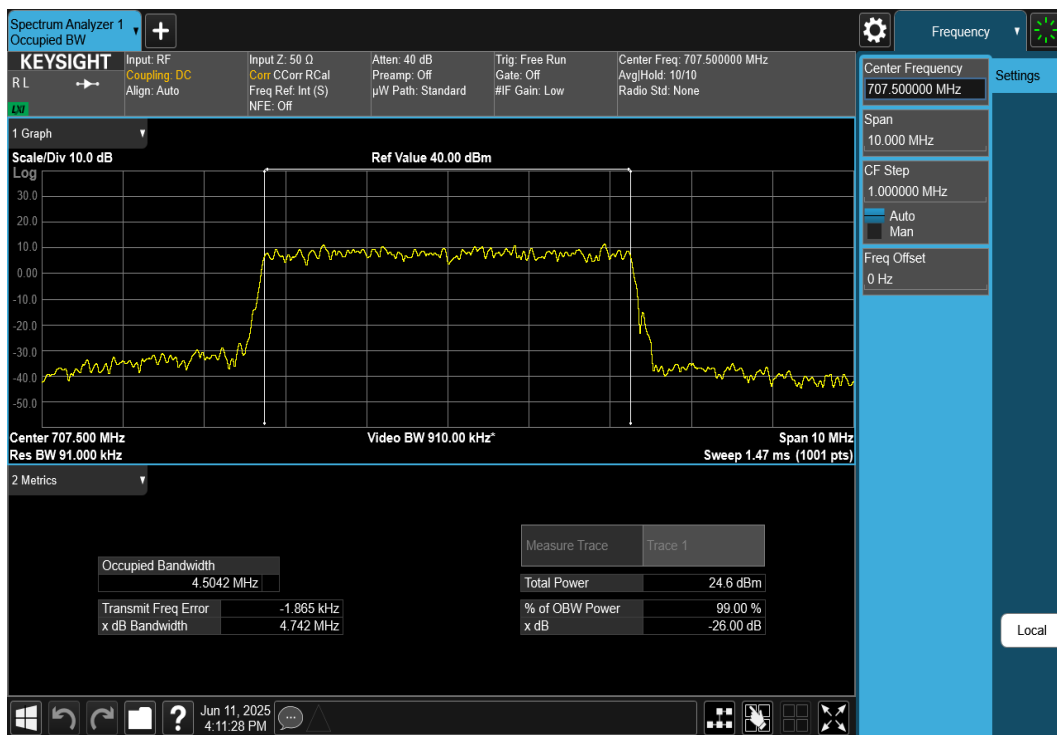 Spectrum Analyzer 1
Occupied BW
Frequency
KEYSIGHT
R L
LXI
Input: RF
Coupling: DC
Align: Auto
Input Z: 50 Ω
Corr CCorr RCal
Freq Ref: Int (S)
NFE: Off
Atten: 40 dB
Preamp: Off
µW Path: Standard
Trig: Free Run
Gate: Off
#IF Gain: Low
Center Freq: 707.500000 MHz
Avg|Hold: 10/10
Radio Std: None
Center Frequency
707.500000 MHz
Settings
Span
10.000 MHz
CF Step
1.000000 MHz
Auto
Man
Freq Offset
0 Hz
Local
1 Graph
Scale/Div 10.0 dB
Ref Value 40.00 dBm
Log
30.0
20.0
10.0
0.00
-10.0
-20.0
-30.0
-40.0
-50.0
Center 707.500 MHz
Video BW 910.00 kHz*
Span 10 MHz
Res BW 91.000 kHz
Sweep 1.47 ms (1001 pts)
2 Metrics
Measure Trace
Trace 1
Occupied Bandwidth
4.5042 MHz
Total Power
24.6 dBm
Transmit Freq Error
-1.865 kHz
% of OBW Power
99.00 %
x dB Bandwidth
4.742 MHz
x dB
-26.00 dB
Jun 11, 2025
4:11:28 PM